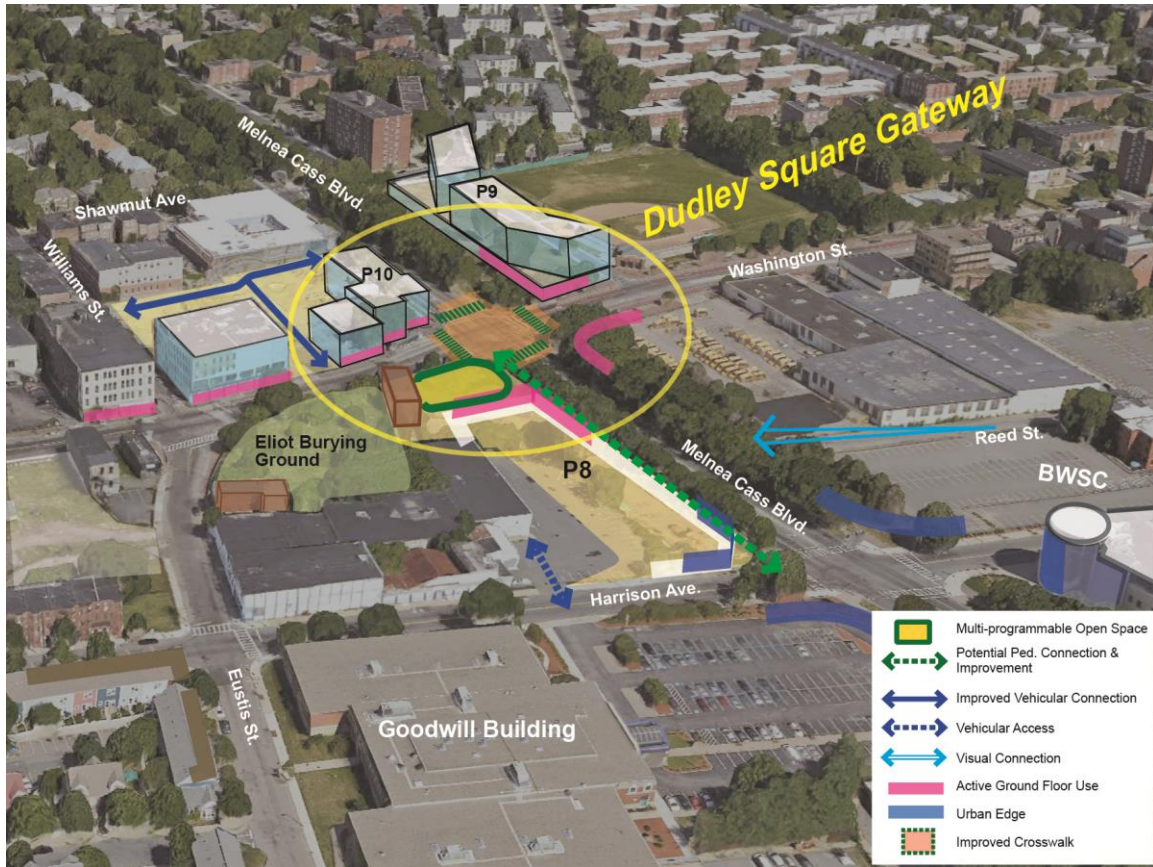 Dudley Square Gateway
Melnea Cass Blvd.
Shawmut Ave.
Williams St.
P9
P10
Washington St.
Reed St.
BWSC
Eliot Burying
Ground
P8
Melnea Cass Blvd.
Harrison Ave.
Eustis St.
Goodwill Building
Multi-programmable Open Space
Potential Ped. Connection &
Improvement
Improved Vehicular Connection
Vehicular Access
Visual Connection
Active Ground Floor Use
Urban Edge
Improved Crosswalk